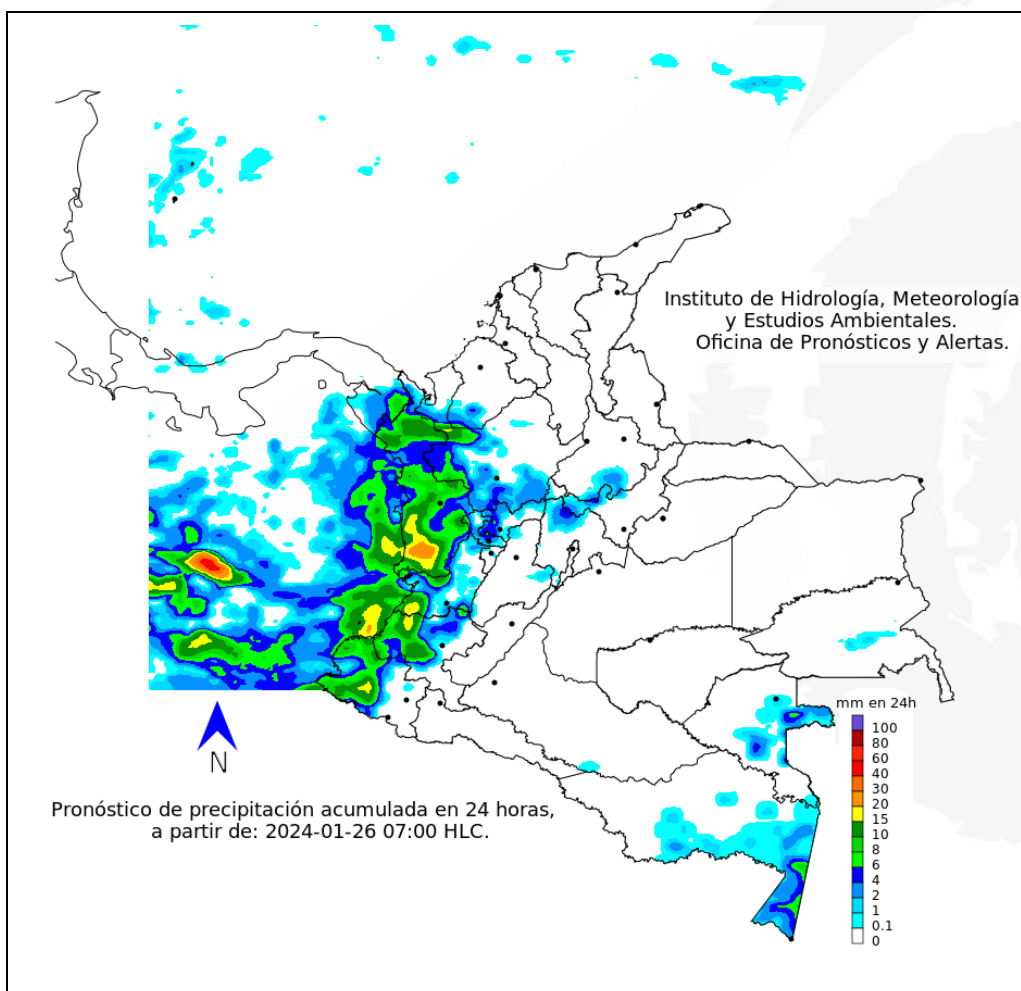 Instituto de Hidrología, Meteorología
y Estudios Ambientales.
Oficina de Pronósticos y Alertas.
mm en 24h
100
80
60
40
30
20
15
10
8
6
4
2
1
0.1
0
N
Pronóstico de precipitación acumulada en 24 horas,
a partir de: 2024-01-26 07:00 HLC.